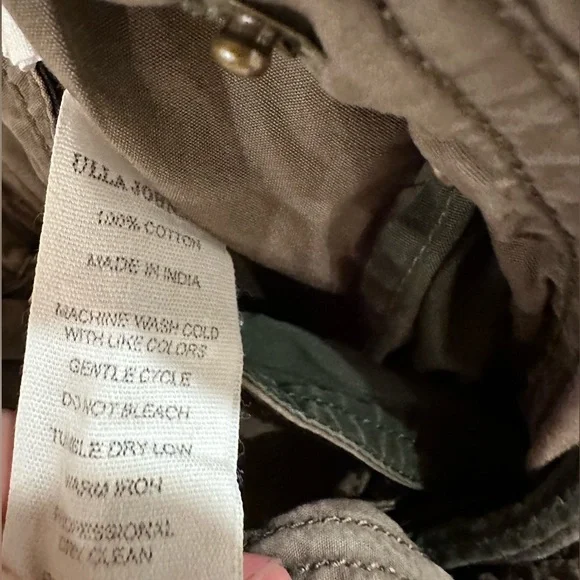 ULLA
100% COTTON
MADE IN INDIA
MACHINE WASH COLD
WITH LIKE COLORS
GENTLE CYCLE
DO NOT BLEACH
TUMBLE DRY LOW
WARM IRON
PROFESSIONAL
DRY CLEAN